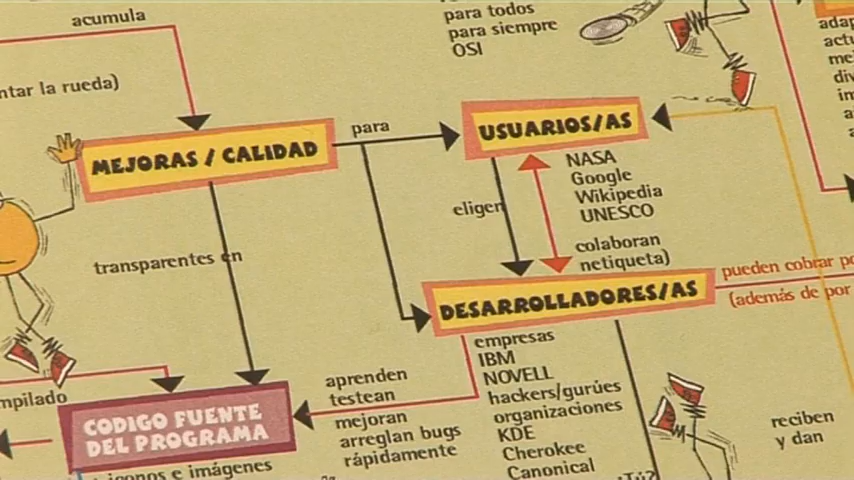 acumula
para todos
para siempre
OSI
ntar la rueda)
MEJORAS / CALIDAD
para
USUARIOS/AS
NASA
Google
Wikipedia
UNESCO
eligen
colaboran
netiqueta)
transparentes en
DESARROLLADORES/AS
pueden cobrar po
(además de por
empresas
IBM
NOVELL
hackers/gurúes
organizaciones
KDE
Cherokee
Canonical
¿Tú?
aprenden
testean
mejoran
arreglan bugs
rápidamente
mpilado
CODIGO FUENTE
DEL PROGRAMA
iconos e imágenes
reciben
y dan